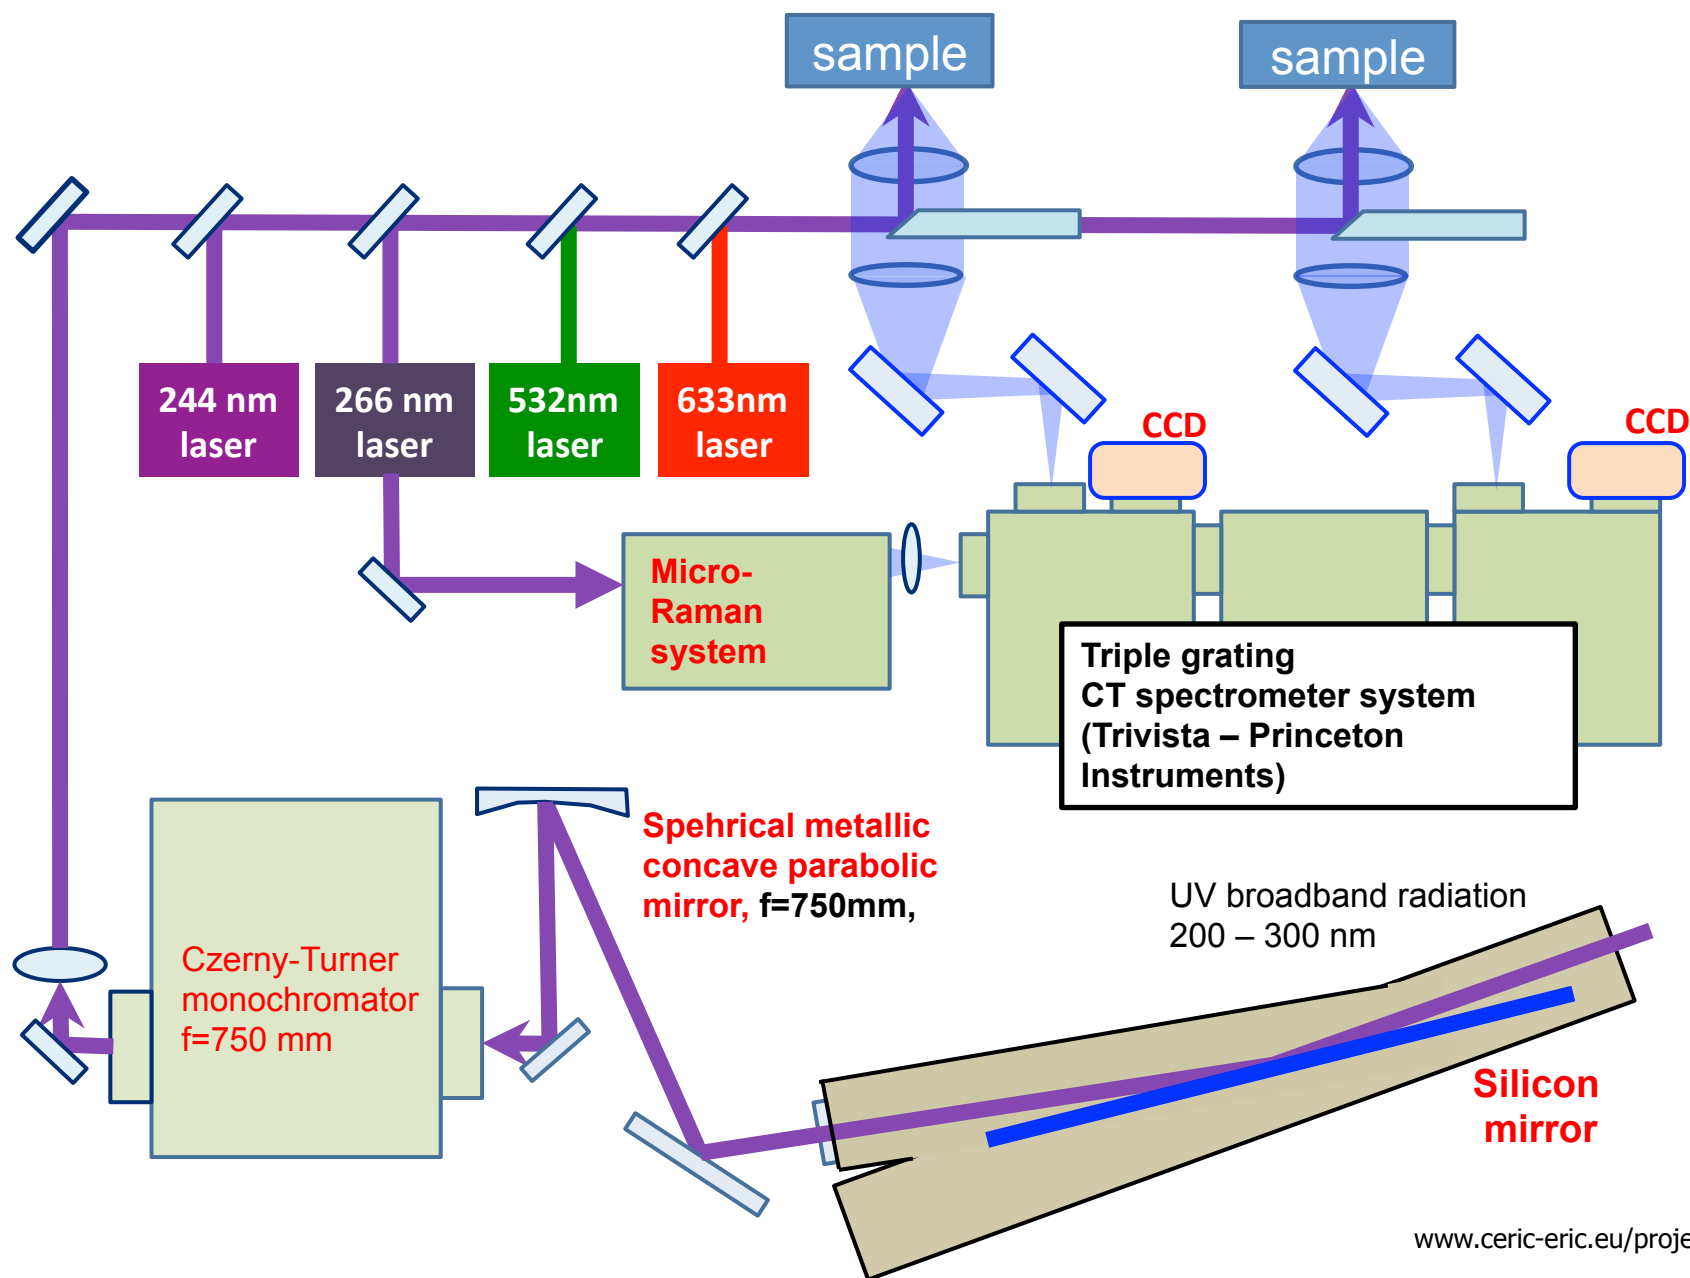 sample
sample
244 nm
laser
266 nm
laser
532nm
laser
633nm
laser
CCD
CCD
Micro-
Raman
system
Triple grating
CT spectrometer system
(Trivista – Princeton
Instruments)
Spehrical metallic
concave parabolic
mirror, f=750mm,
UV broadband radiation
200 – 300 nm
Czerny-Turner
monochromator
f=750 mm
Silicon
mirror
www.ceric-eric.eu/proje